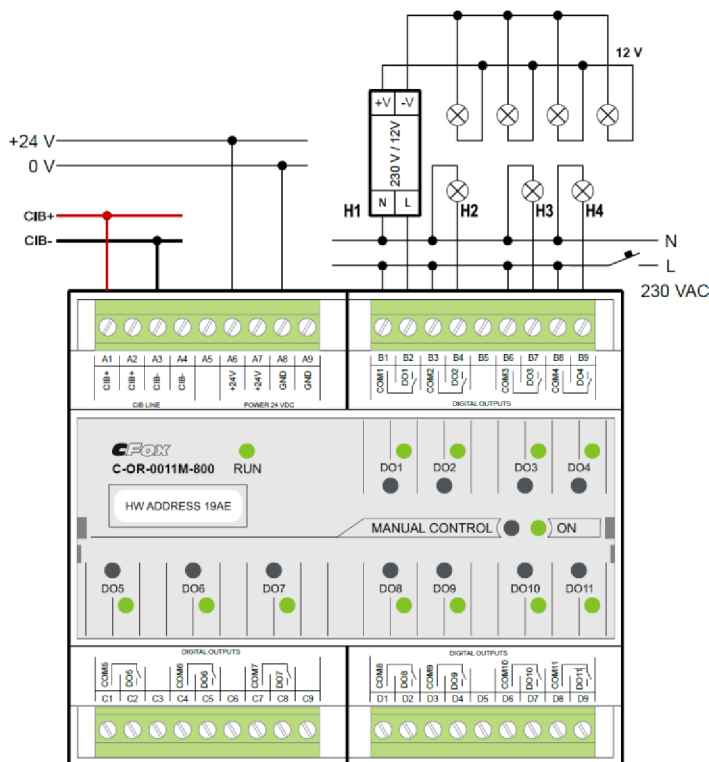 12 V
+V -V
230 V / 12V
N L
+24 V
0 V
H1 H2 H3 H4
CIB+
CIB-
N
L
230 VAC
A1 A2 A3 A4 A5 A6 A7 A8 A9
CIB+ CIB+ CIB- CIB- +24V +24V GND GND
CIB LINE POWER 24 VDC
B1 B2 B3 B4 B5 B6 B7 B8 B9
COM1 DO1 COM2 DO2 COM3 DO3 COM4 DO4
DIGITAL OUTPUTS
CFOX
C-OR-0011M-800 RUN
HW ADDRESS 19AE
DO1 DO2 DO3 DO4
MANUAL CONTROL ON
DO5 DO6 DO7 DO8 DO9 DO10 DO11
DIGITAL OUTPUTS
COM5 DO5 COM6 DO6 COM7 DO7
C1 C2 C3 C4 C5 C6 C7 C8 C9
DIGITAL OUTPUTS
COM8 DO8 COM9 DO9 COM10 DO10 COM11 DO11
D1 D2 D3 D4 D5 D6 D7 D8 D9